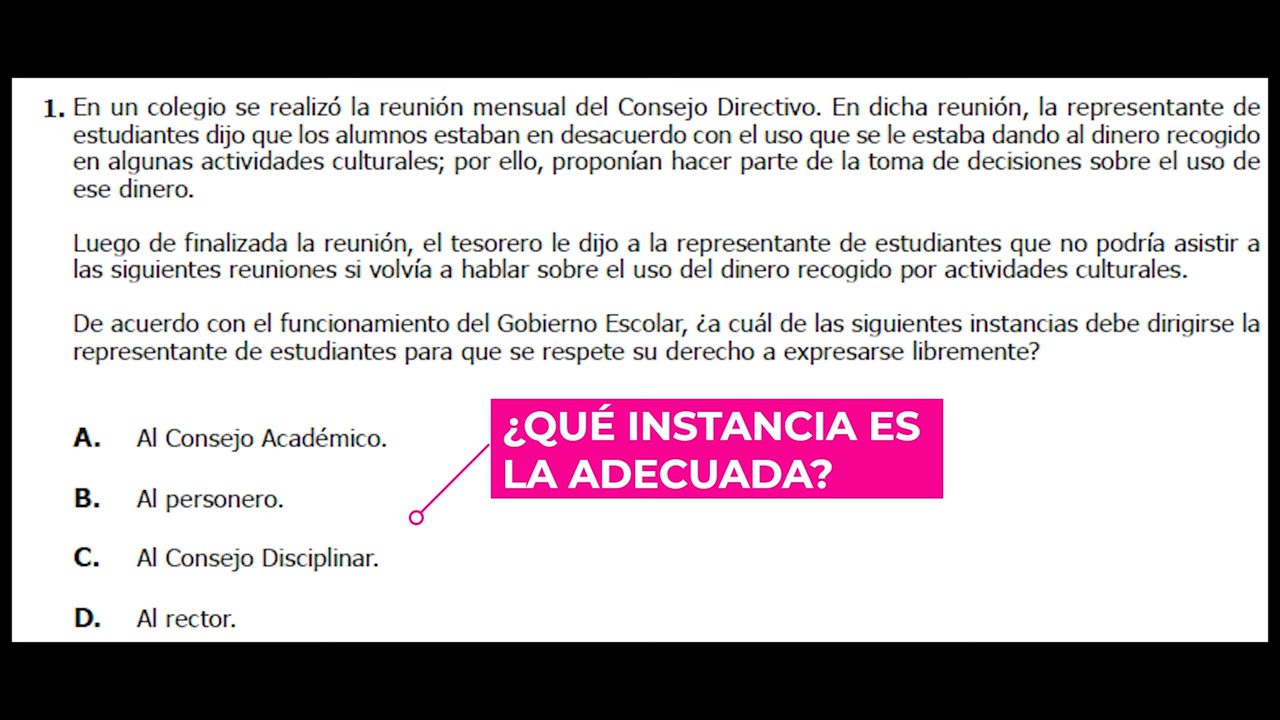 1. En un colegio se realizó la reunión mensual del Consejo Directivo. En dicha reunión, la representante de
estudiantes dijo que los alumnos estaban en desacuerdo con el uso que se le estaba dando al dinero recogido
en algunas actividades culturales; por ello, proponían hacer parte de la toma de decisiones sobre el uso de
ese dinero.
Luego de finalizada la reunión, el tesorero le dijo a la representante de estudiantes que no podría asistir a
las siguientes reuniones si volvía a hablar sobre el uso del dinero recogido por actividades culturales.
De acuerdo con el funcionamiento del Gobierno Escolar, ¿a cuál de las siguientes instancias debe dirigirse la
representante de estudiantes para que se respete su derecho a expresarse libremente?
A. Al Consejo Académico.
¿QUÉ INSTANCIA ES
LA ADECUADA?
B. Al personero.
C. Al Consejo Disciplinar.
D. Al rector.